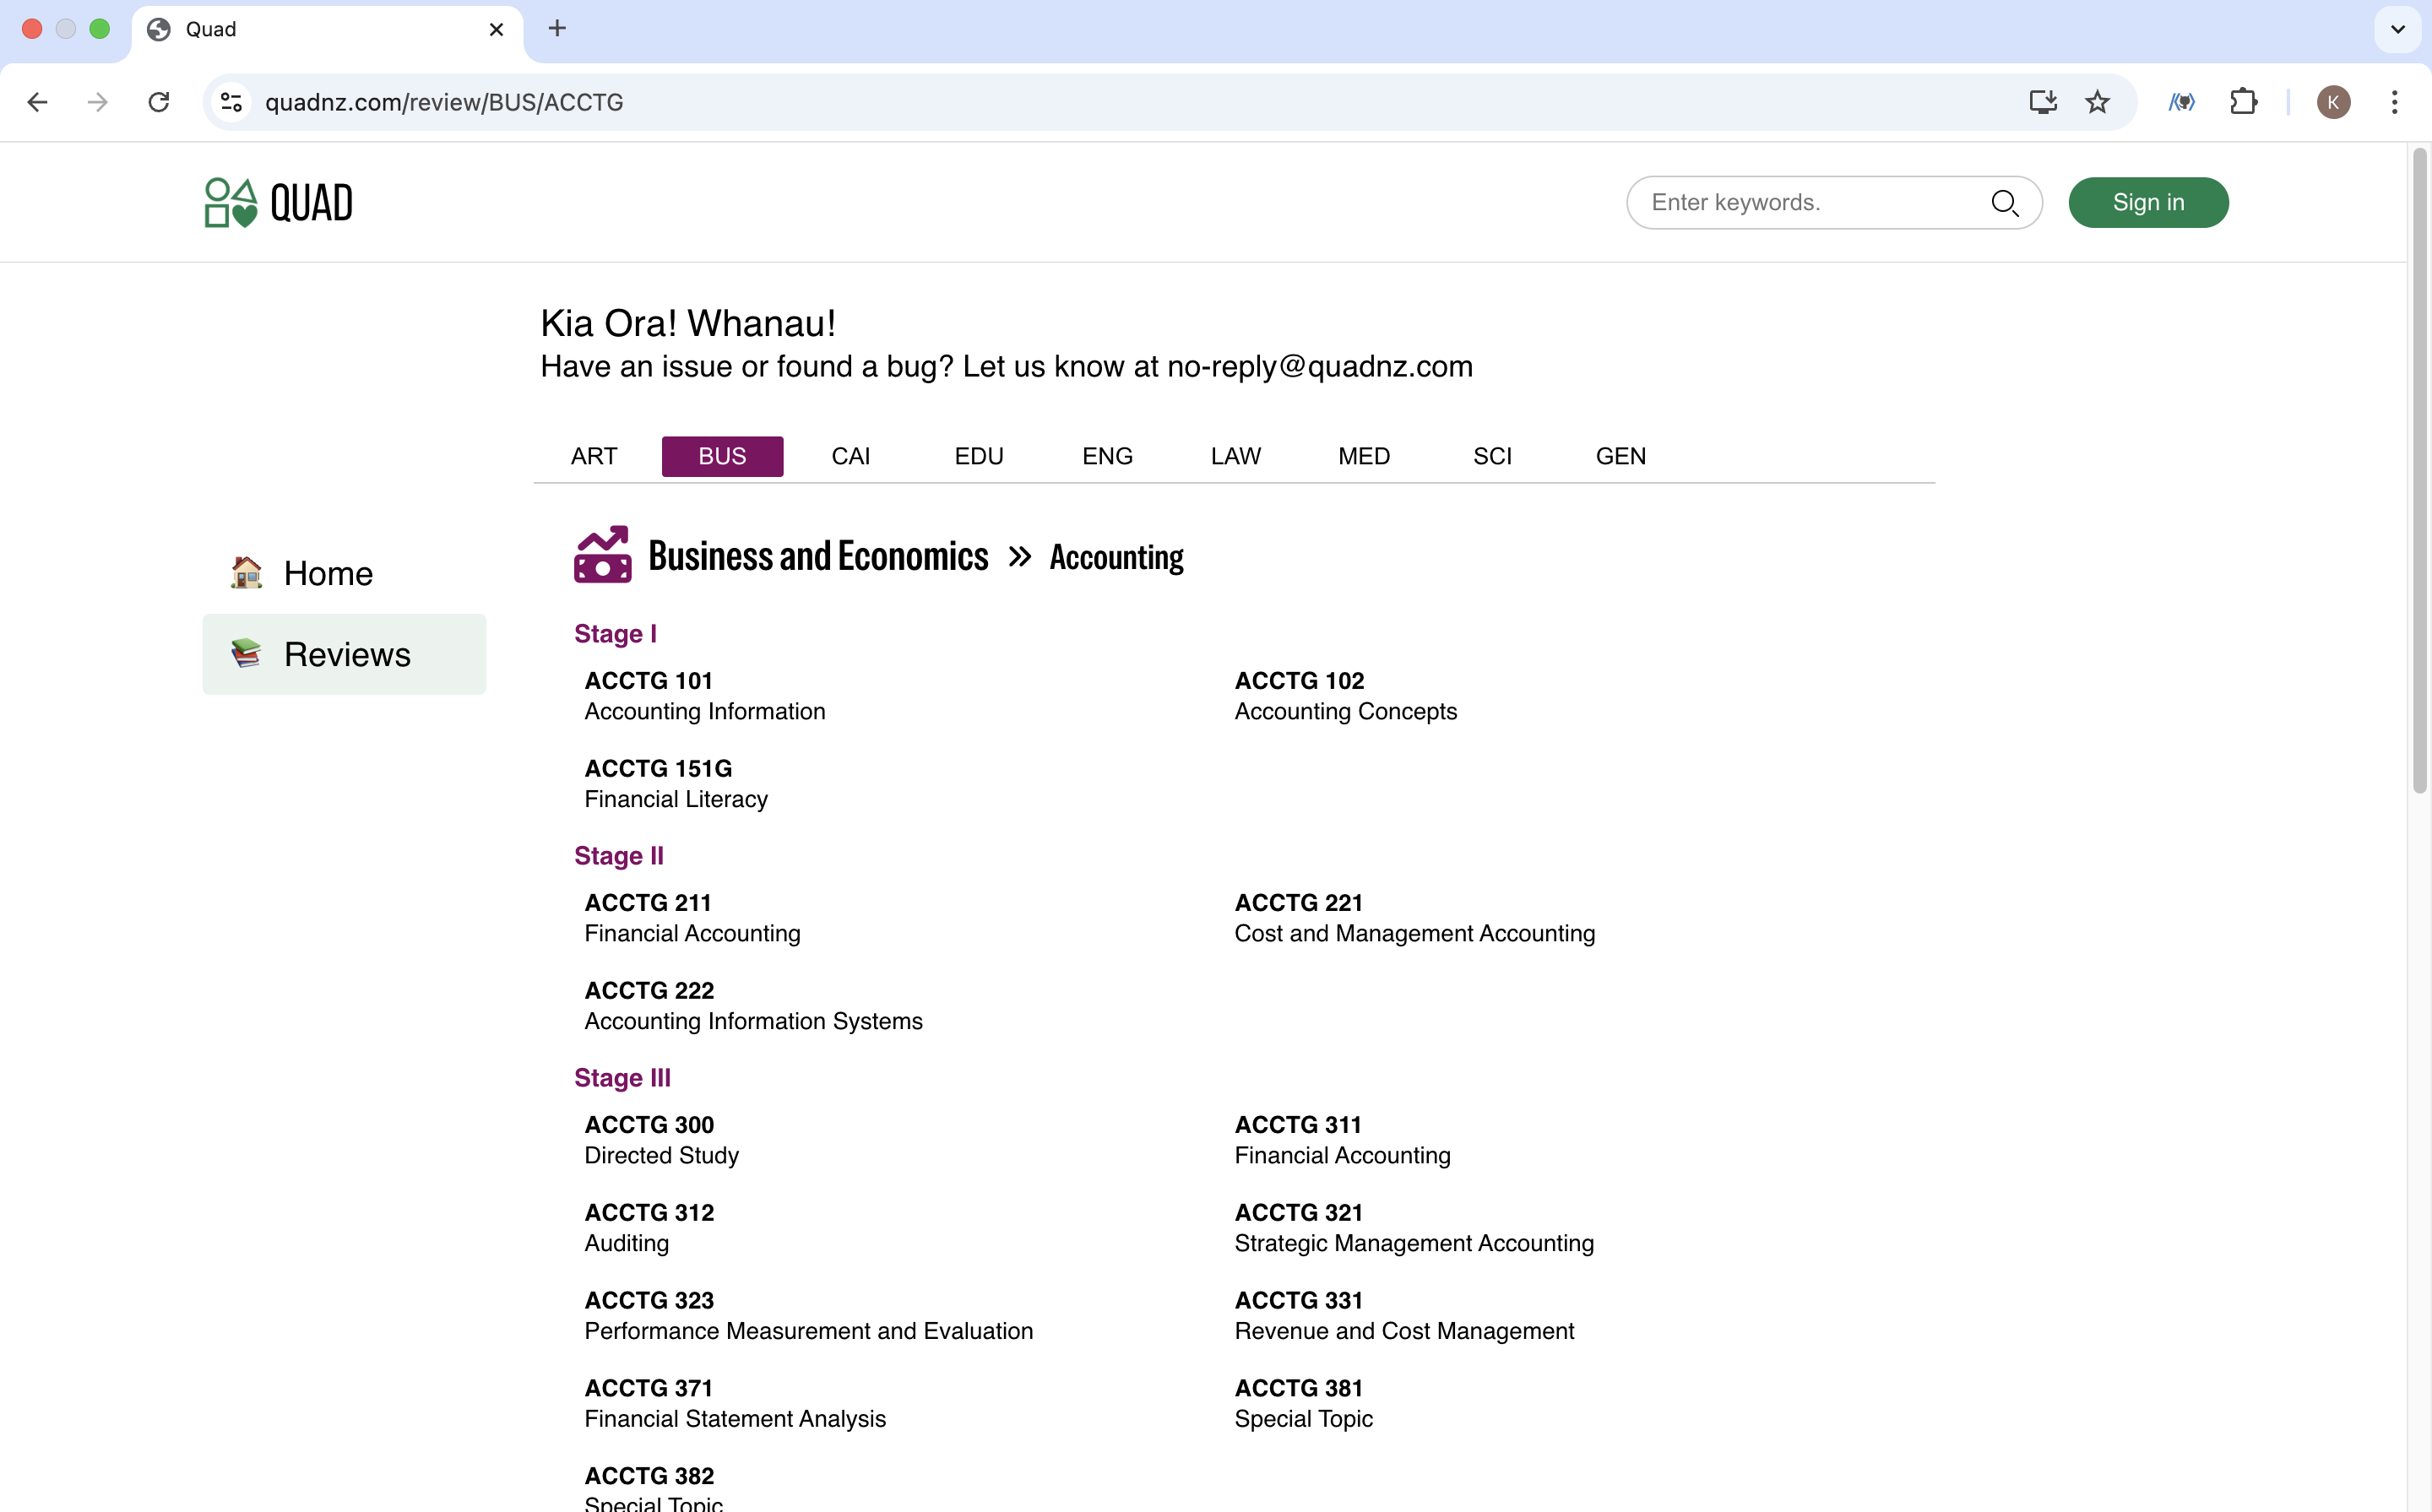 Quad
quadnz.com/review/BUS/ACCTG
K
QUAD
Enter keywords.
Sign in
Kia Ora! Whanau!
Have an issue or found a bug? Let us know at no-reply@quadnz.com
ART BUS CAI EDU ENG LAW MED SCI GEN
Home
Reviews
Business and Economics » Accounting
Stage I
ACCTG 101
Accounting Information
ACCTG 102
Accounting Concepts
ACCTG 151G
Financial Literacy
Stage II
ACCTG 211
Financial Accounting
ACCTG 221
Cost and Management Accounting
ACCTG 222
Accounting Information Systems
Stage III
ACCTG 300
Directed Study
ACCTG 311
Financial Accounting
ACCTG 312
Auditing
ACCTG 321
Strategic Management Accounting
ACCTG 323
Performance Measurement and Evaluation
ACCTG 331
Revenue and Cost Management
ACCTG 371
Financial Statement Analysis
ACCTG 381
Special Topic
ACCTG 382
Special Topic